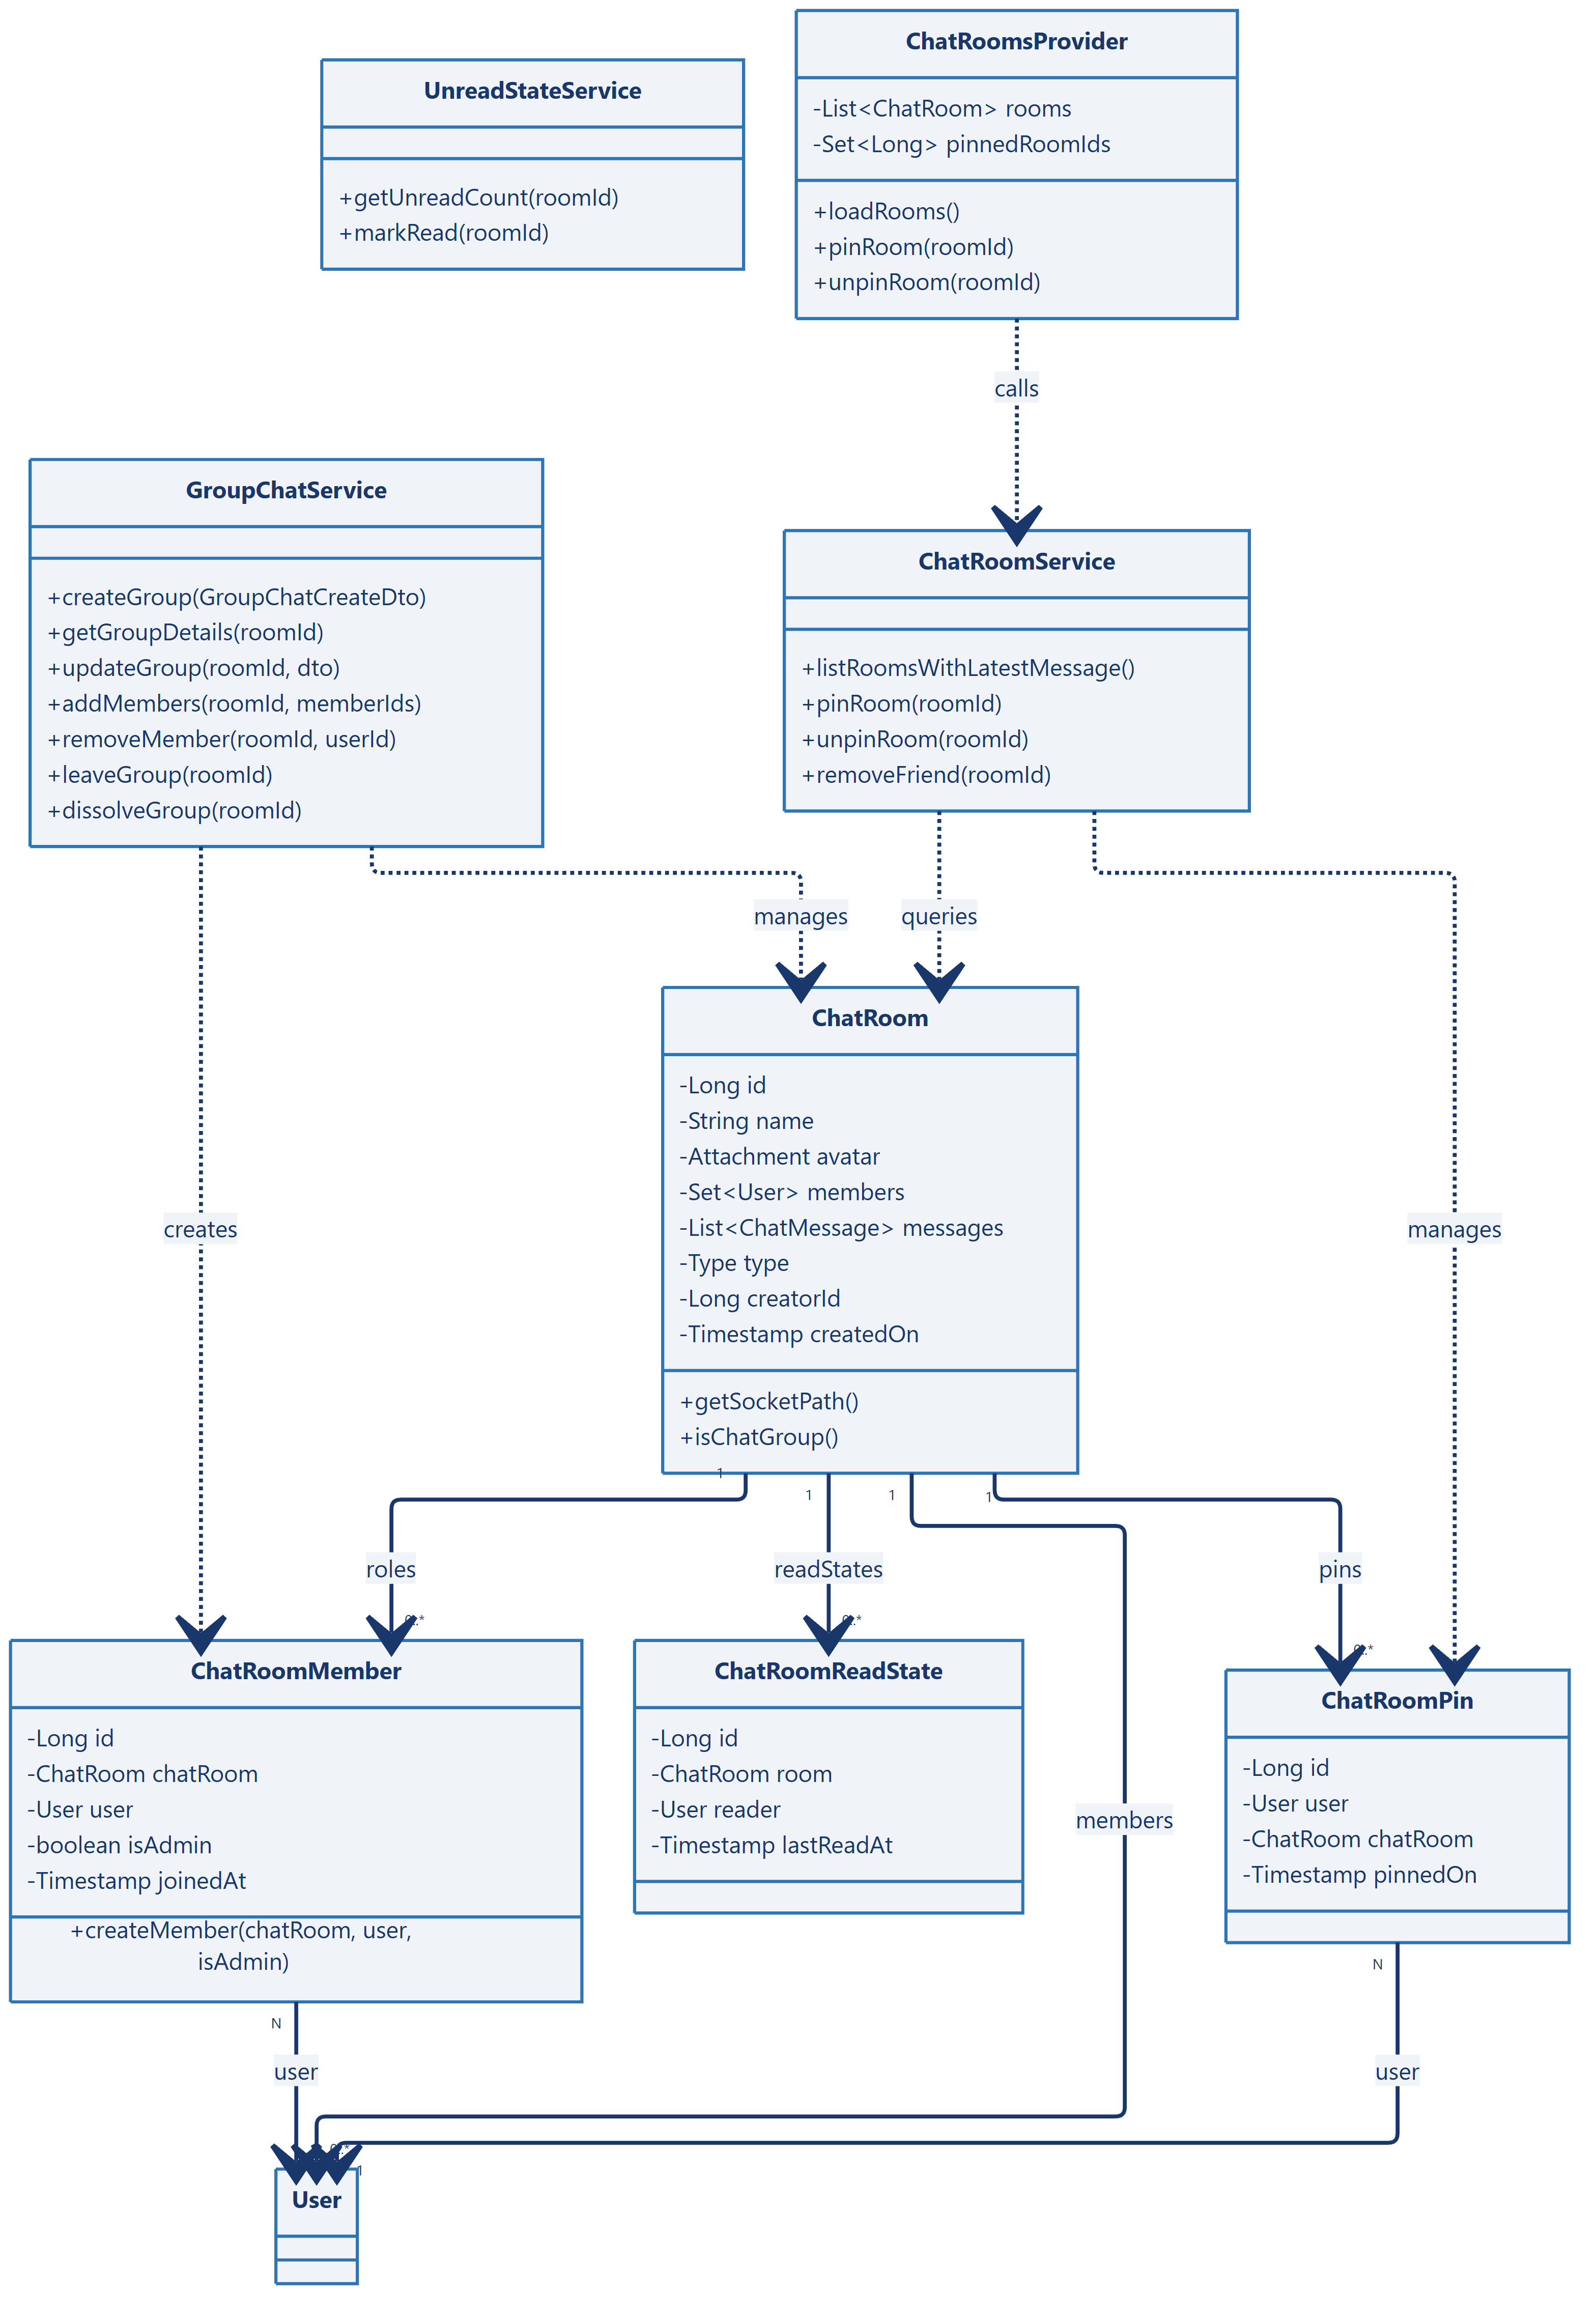 ChatRoomsProvider
-List<ChatRoom> rooms
-Set<Long> pinnedRoomIds
+loadRooms()
+pinRoom(roomId)
+unpinRoom(roomId)
UnreadStateService
+getUnreadCount(roomId)
+markRead(roomId)
calls
GroupChatService
+createGroup(GroupChatCreateDto)
+getGroupDetails(roomId)
+updateGroup(roomId, dto)
+addMembers(roomId, memberIds)
+removeMember(roomId, userId)
+leaveGroup(roomId)
+dissolveGroup(roomId)
ChatRoomService
+listRoomsWithLatestMessage()
+pinRoom(roomId)
+unpinRoom(roomId)
+removeFriend(roomId)
manages
queries
creates
manages
ChatRoom
-Long id
-String name
-Attachment avatar
-Set<User> members
-List<ChatMessage> messages
-Type type
-Long creatorId
-Timestamp createdOn
+getSocketPath()
+isChatGroup()
1
1
1
1
roles
readStates
pins
0..*
0..*
0..*
ChatRoomMember
-Long id
-ChatRoom chatRoom
-User user
-boolean isAdmin
-Timestamp joinedAt
+createMember(chatRoom, user,
isAdmin)
ChatRoomReadState
-Long id
-ChatRoom room
-User reader
-Timestamp lastReadAt
members
ChatRoomPin
-Long id
-User user
-ChatRoom chatRoom
-Timestamp pinnedOn
N
N
user
user
0..*
1
User